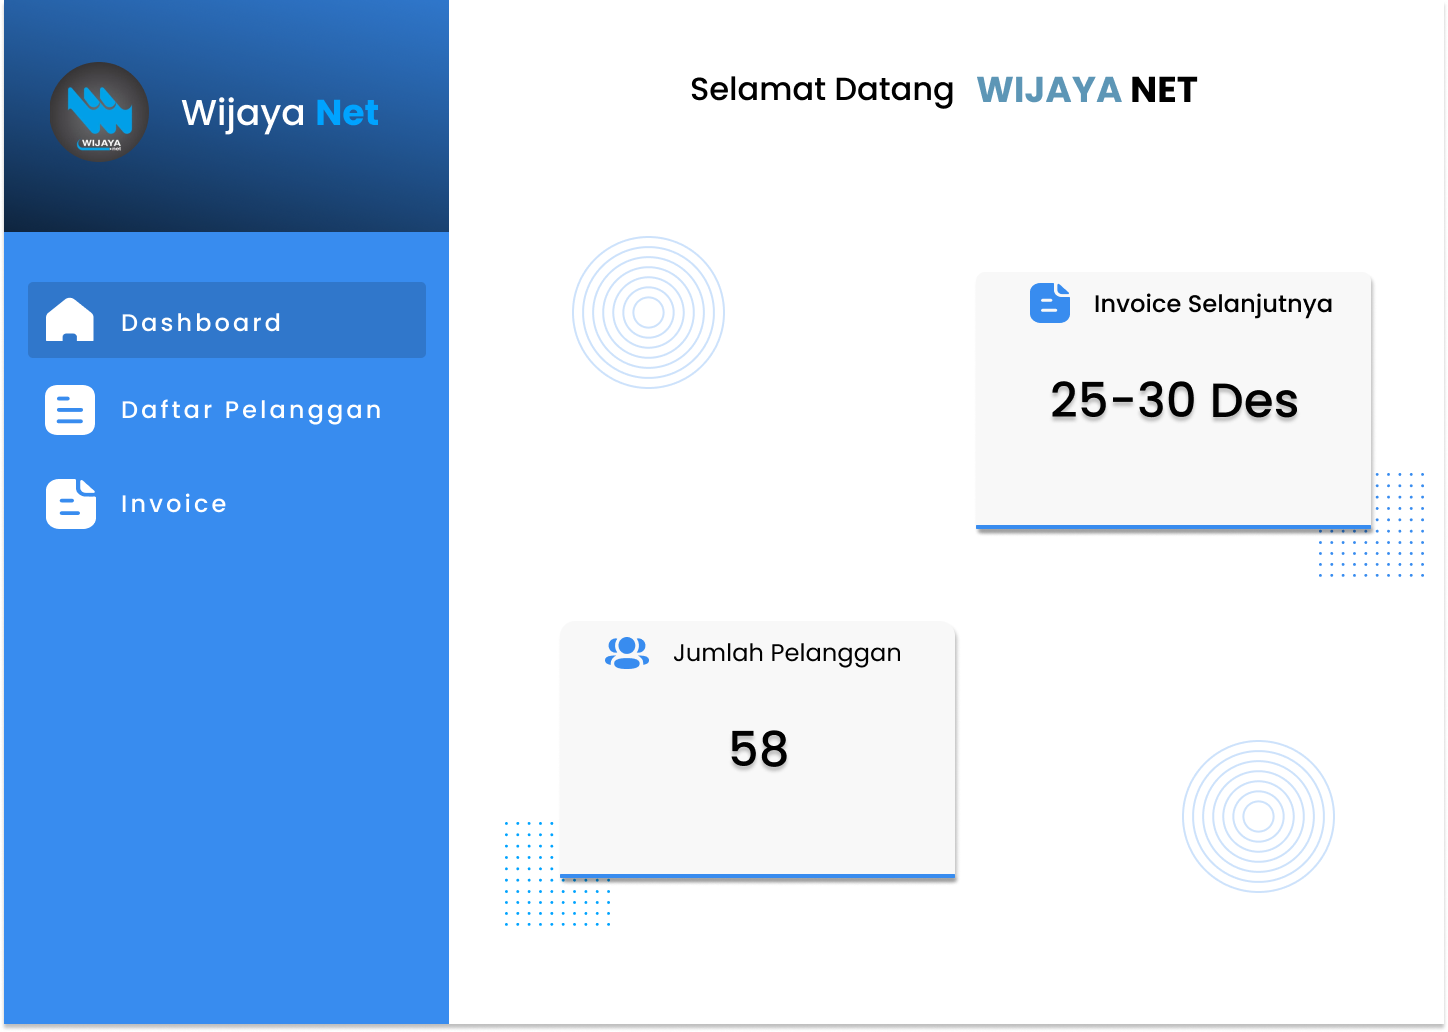 WIJAYA
net
Wijaya Net
Dashboard
Daftar Pelanggan
Invoice
Selamat Datang WIJAYA NET
Invoice Selanjutnya
25-30 Des
Jumlah Pelanggan
58